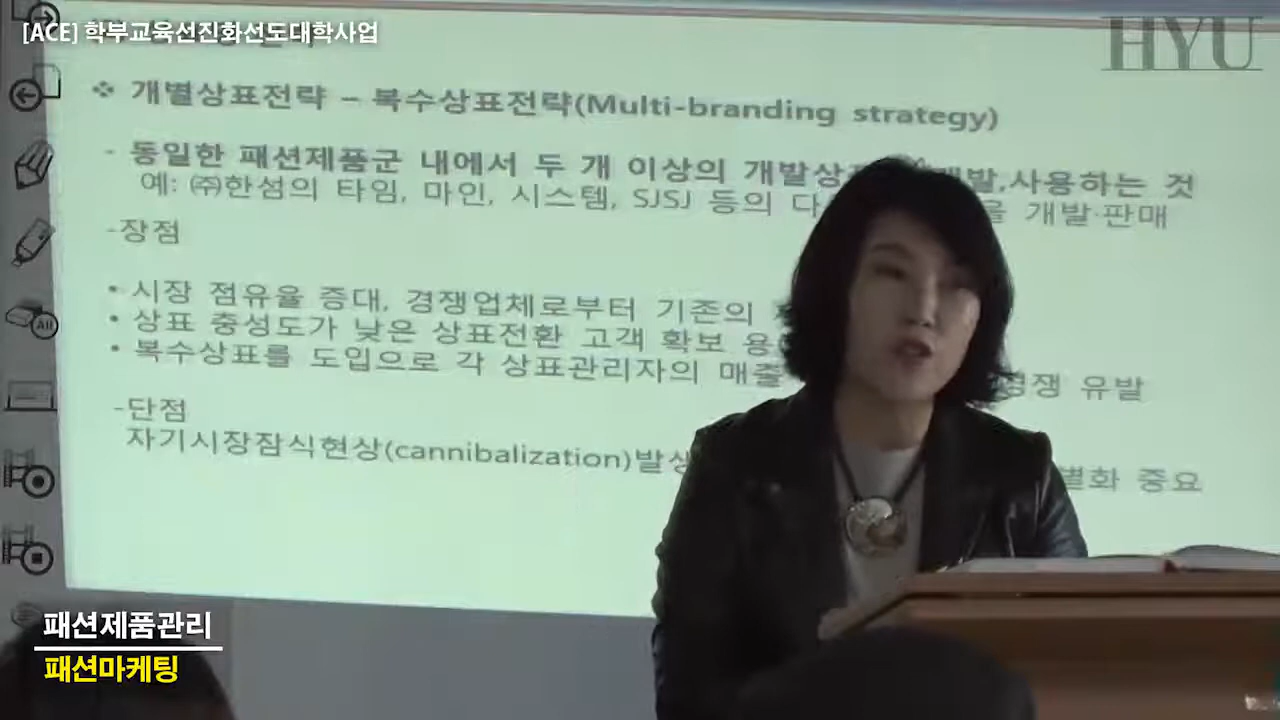 [ACE] 학부교육선진화선도대학사업
HYU
❖ 개별상표전략 – 복수상표전략(Multi-branding strategy)
- 동일한 패션제품군 내에서 두 개 이상의 개발상 개발,사용하는 것
예: ㈜한섬의 타임, 마인, 시스템, SJSJ 등의 다 을 개발·판매
-장점
• 시장 점유율 증대, 경쟁업체로부터 기존의
• 상표 충성도가 낮은 상표전환 고객 확보 용
• 복수상표를 도입으로 각 상표관리자의 매출 경쟁 유발
-단점
자기시장잠식현상(cannibalization)발생 별화 중요
All
패션제품관리
패션마케팅